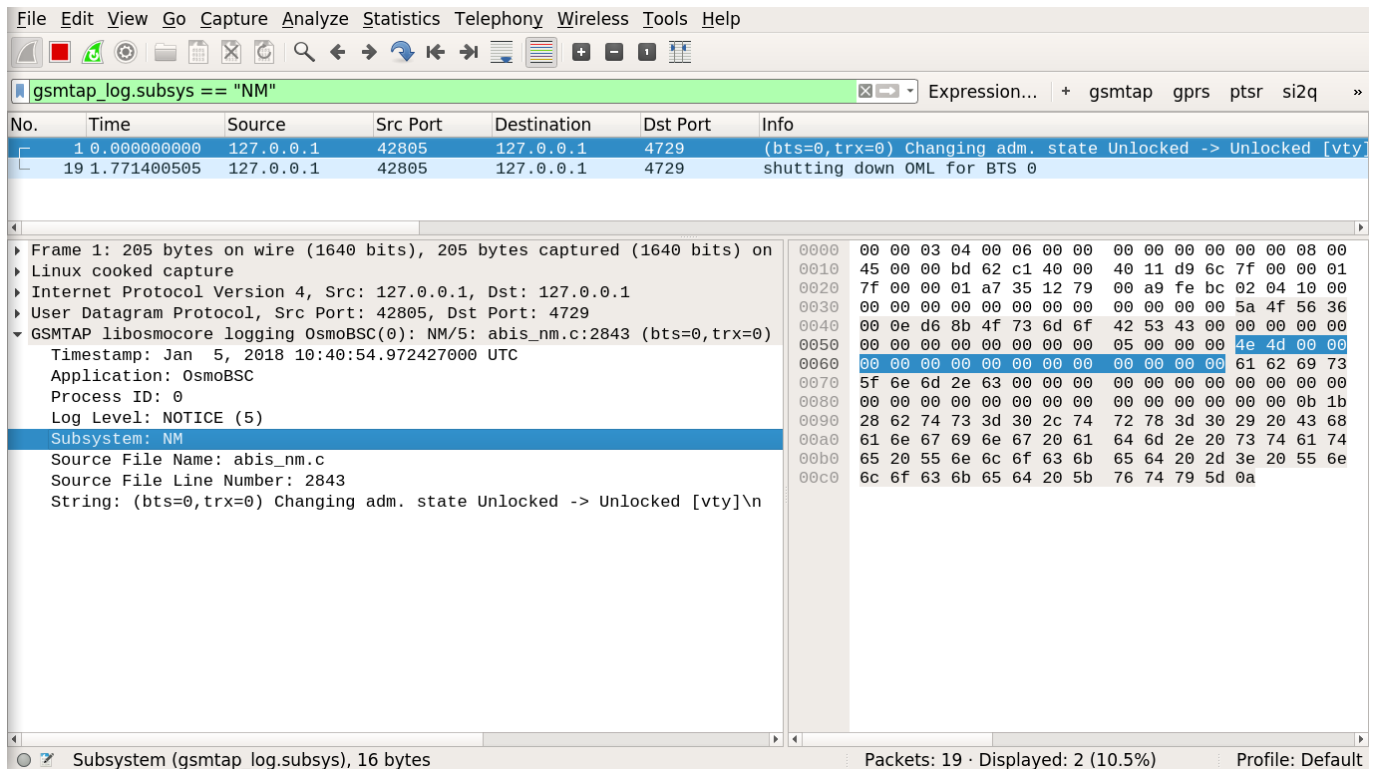 File Edit View Go Capture Analyze Statistics Telephony Wireless Tools Help
gsmtap_log.subsys == "NM" Expression… + gsmtap gprs ptsr si2q »
No. Time Source Src Port Destination Dst Port Info
1 0.000000000 127.0.0.1 42805 127.0.0.1 4729 (bts=0,trx=0) Changing adm. state Unlocked -> Unlocked [vty]
19 1.771400505 127.0.0.1 42805 127.0.0.1 4729 shutting down OML for BTS 0
Frame 1: 205 bytes on wire (1640 bits), 205 bytes captured (1640 bits) on
Linux cooked capture
Internet Protocol Version 4, Src: 127.0.0.1, Dst: 127.0.0.1
User Datagram Protocol, Src Port: 42805, Dst Port: 4729
GSMTAP libosmocore logging OsmoBSC(0): NM/5: abis_nm.c:2843 (bts=0,trx=0)
Timestamp: Jan  5, 2018 10:40:54.972427000 UTC
Application: OsmoBSC
Process ID: 0
Log Level: NOTICE (5)
Subsystem: NM
Source File Name: abis_nm.c
Source File Line Number: 2843
String: (bts=0,trx=0) Changing adm. state Unlocked -> Unlocked [vty]\n
0000 00 00 03 04 00 06 00 00 00 00 00 00 00 00 08 00
0010 45 00 00 bd 62 c1 40 00 40 11 d9 6c 7f 00 00 01
0020 7f 00 00 01 a7 35 12 79 00 a9 fe bc 02 04 10 00
0030 00 00 00 00 00 00 00 00 00 00 00 00 5a 4f 56 36
0040 00 0e d6 8b 4f 73 6d 6f 42 53 43 00 00 00 00 00
0050 00 00 00 00 00 00 00 00 05 00 00 00 4e 4d 00 00
0060 00 00 00 00 00 00 00 00 00 00 00 00 61 62 69 73
0070 5f 6e 6d 2e 63 00 00 00 00 00 00 00 00 00 00 00
0080 00 00 00 00 00 00 00 00 00 00 00 00 00 00 0b 1b
0090 28 62 74 73 3d 30 2c 74 72 78 3d 30 29 20 43 68
00a0 61 6e 67 69 6e 67 20 61 64 6d 2e 20 73 74 61 74
00b0 65 20 55 6e 6c 6f 63 6b 65 64 20 2d 3e 20 55 6e
00c0 6c 6f 63 6b 65 64 20 5b 76 74 79 5d 0a
Subsystem (gsmtap_log.subsys), 16 bytes Packets: 19 · Displayed: 2 (10.5%) Profile: Default